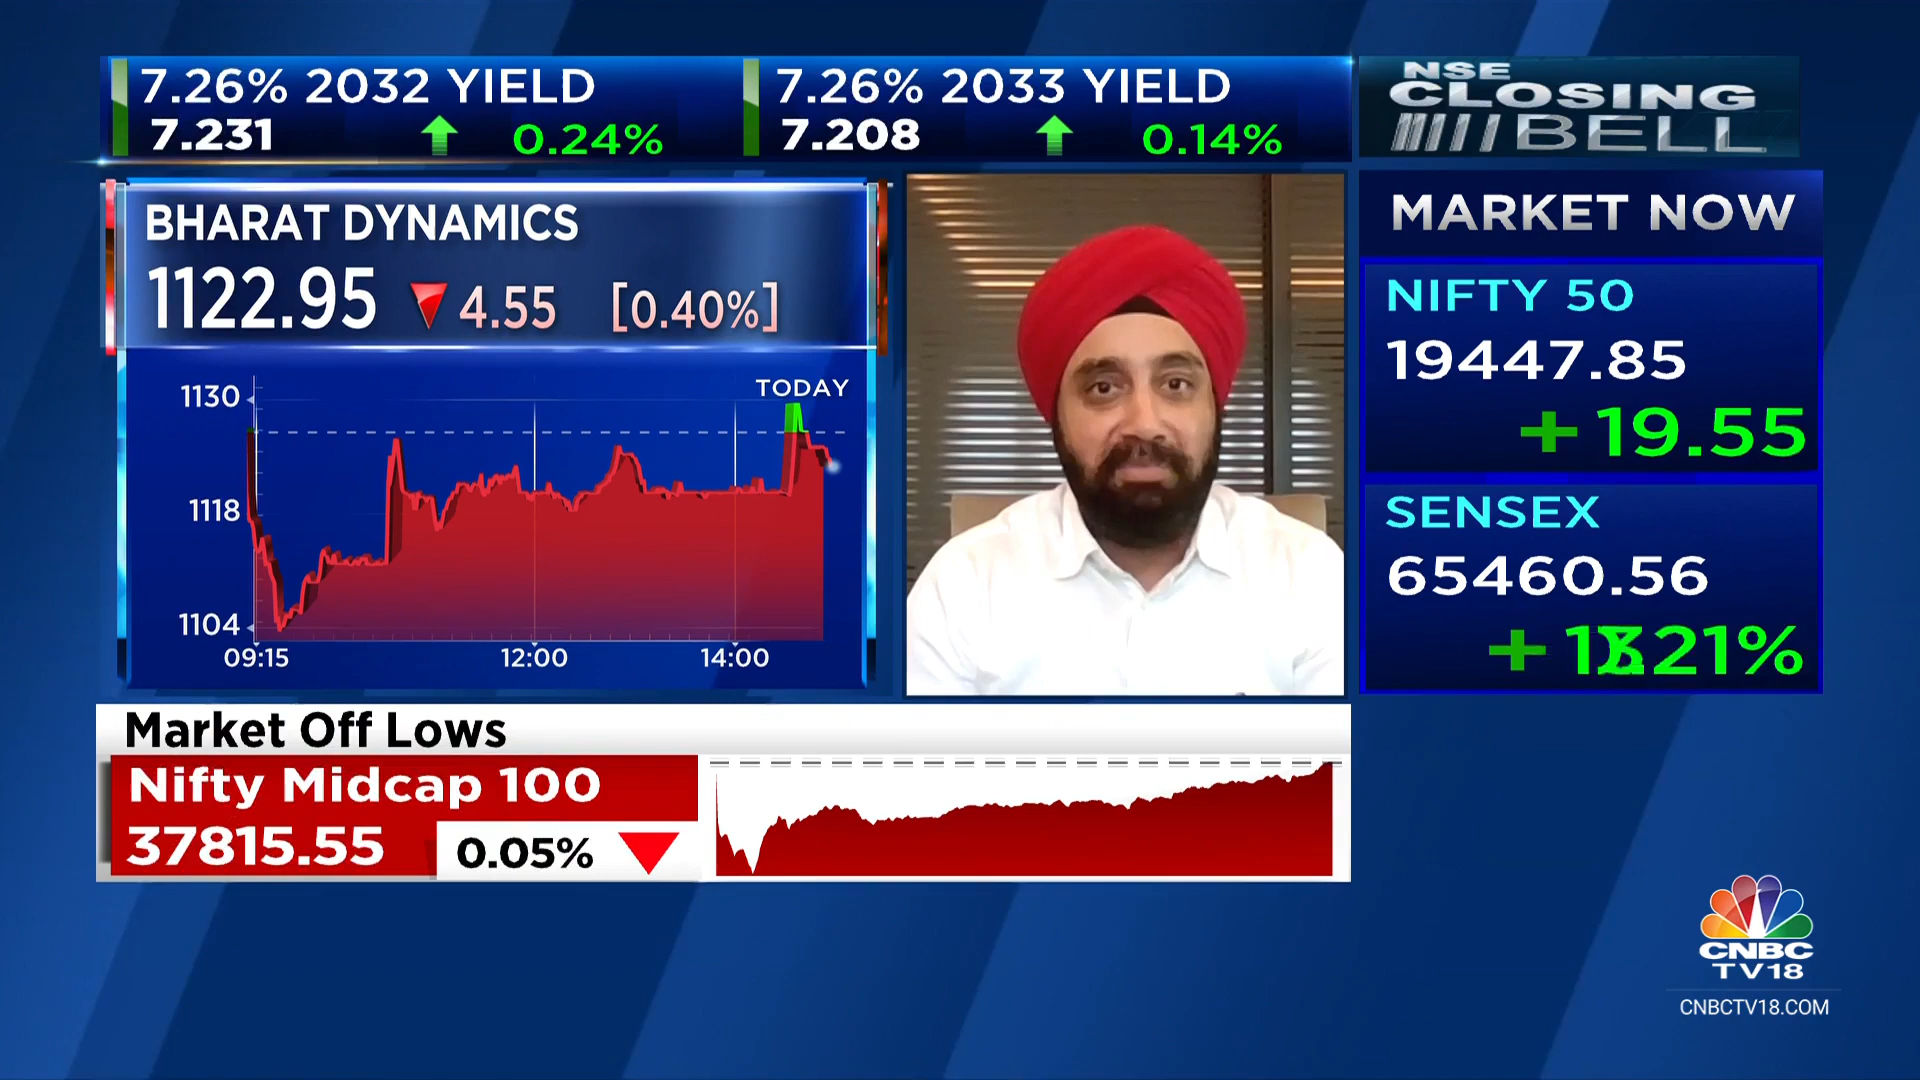 7.26% 2032 YIELD
7.231 0.24%
7.26% 2033 YIELD
7.208 0.14%
NSE
CLOSING
BELL
BHARAT DYNAMICS
1122.95 4.55 [0.40%]
TODAY
1130
1118
1104
09:15 12:00 14:00
MARKET NOW
NIFTY 50
19447.85
+ 19.55
SENSEX
65460.56
Market Off Lows
Nifty Midcap 100
37815.55 0.05%
CNBC
TV18
CNBCTV18.COM